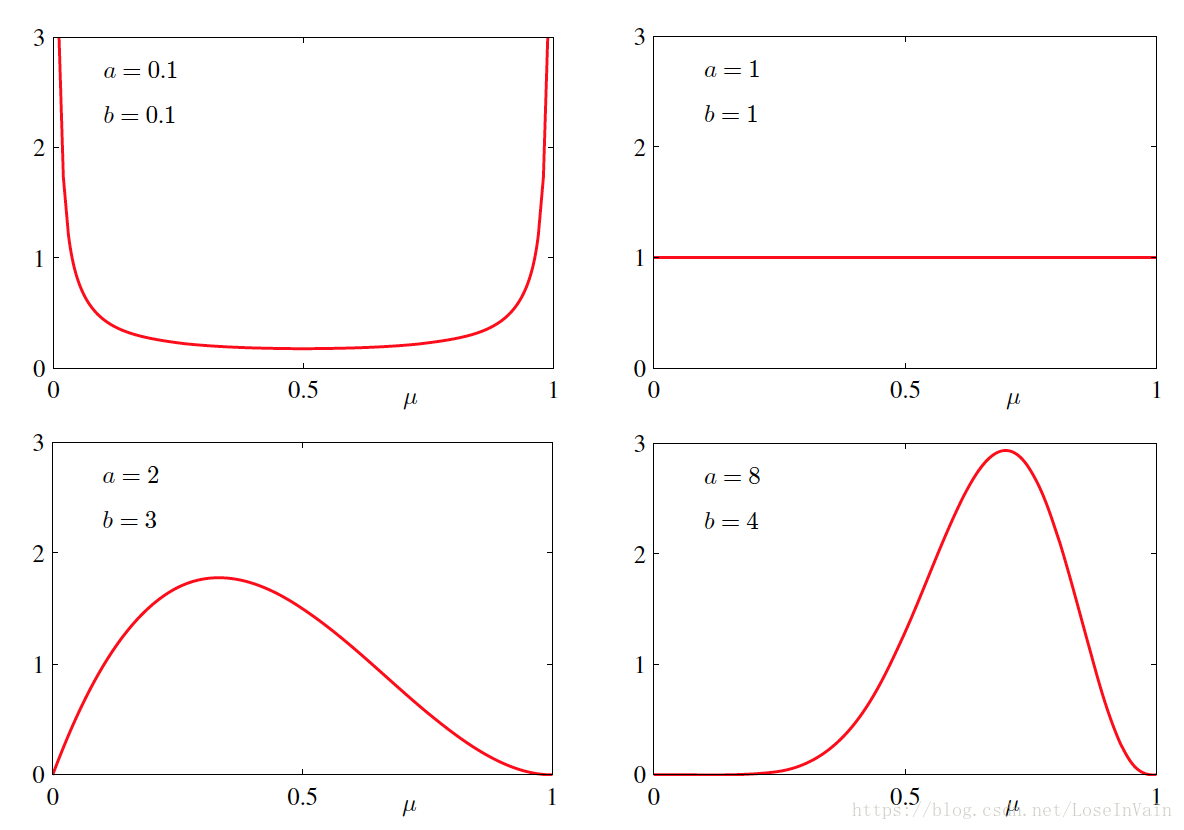 3
2
1
0
a = 0.1
b = 0.1
0
0.5
1
μ
3
2
1
0
a = 1
b = 1
0
0.5
1
μ
3
2
1
0
a = 2
b = 3
0
0.5
1
μ
3
2
1
0
a = 8
b = 4
0
0.5
1
μ
https://blog.csdn.net/LoseInVain